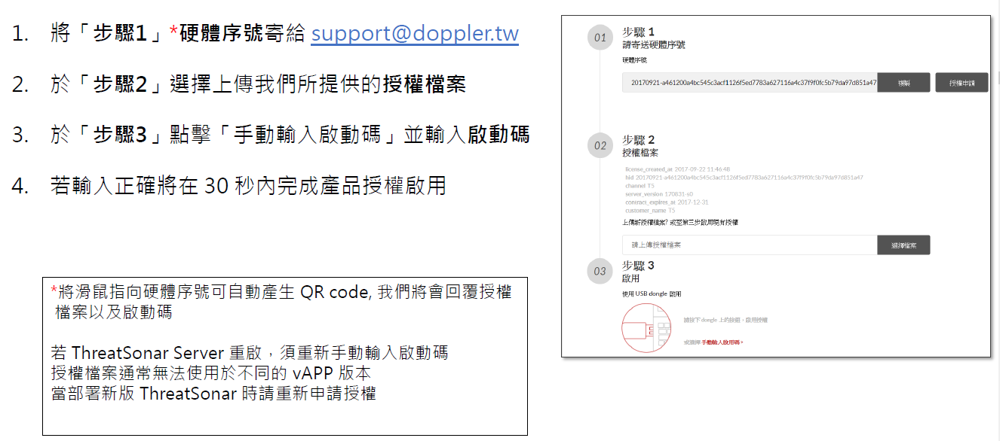 1. 將「步驟1」*硬體序號寄給 support@doppler.tw
2. 於「步驟2」選擇上傳我們所提供的授權檔案
3. 於「步驟3」點擊「手動輸入啟動碼」並輸入啟動碼
4. 若輸入正確將在 30 秒內完成產品授權啟用
*將滑鼠指向硬體序號可自動產生 QR code, 我們將會回覆授權
檔案以及啟動碼
若 ThreatSonar Server 重啟，須重新手動輸入啟動碼
授權檔案通常無法使用於不同的 vAPP 版本
當部署新版 ThreatSonar 時請重新申請授權
01 步驟 1
請寄送硬體序號
硬體序號
20170921-a461200a4bc545c3acf1126f5ed7783a627116a4c37f9f0fc5b79da97d851a47 複製 授權申請
02 步驟 2
授權檔案
license_created_at 2017-09-22 11:46:48
hid 20170921-a461200a4bc545c3acf1126f5ed7783a627116a4c37f9f0fc5b79da97d851a47
channel T5
server_version 170831-s0
contract_expires_at 2017-12-31
customer_name T5
上傳新授權檔案? 或至第三步啟用現有授權
請上傳授權檔案 選擇檔案
03 步驟 3
啟用
使用 USB dongle 啟用
請按下 dongle 上的按鈕，啟用授權
或選擇 手動輸入啟用碼 >